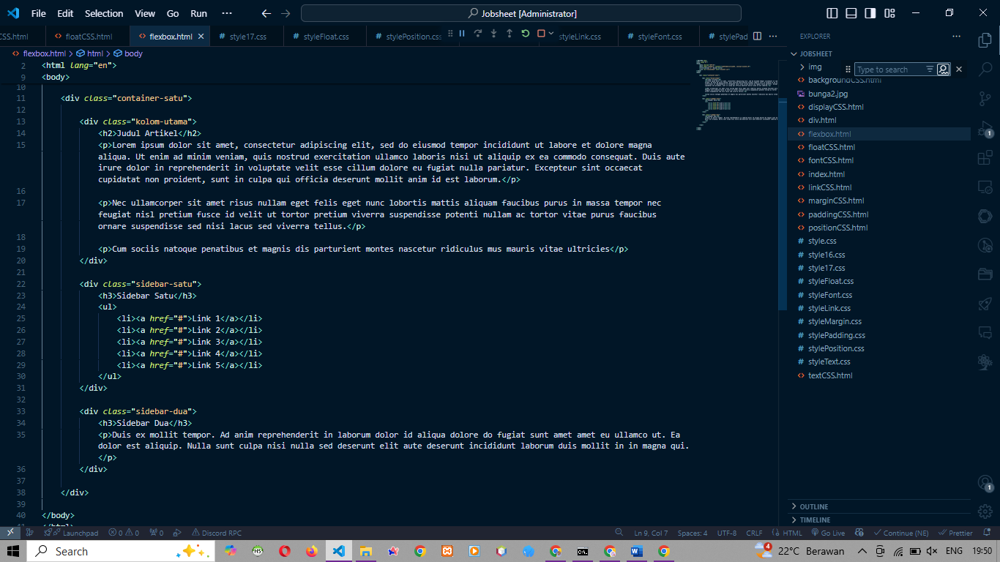 File Edit Selection View Go Run ··· Jobsheet [Administrator]
CSS.html floatCSS.html flexbox.html style17.css styleFloat.css stylePosition.css styleLink.css styleFont.css stylePad
EXPLORER
flexbox.html > html > body
JOBSHEET
2 <html lang="en">
9 <body>
10
11 <div class="container-satu">
12
13 <div class="kolom-utama">
14 <h2>Judul Artikel</h2>
15 <p>Lorem ipsum dolor sit amet, consectetur adipiscing elit, sed do eiusmod tempor incididunt ut labore et dolore magna
aliqua. Ut enim ad minim veniam, quis nostrud exercitation ullamco laboris nisi ut aliquip ex ea commodo consequat. Duis aute
irure dolor in reprehenderit in voluptate velit esse cillum dolore eu fugiat nulla pariatur. Excepteur sint occaecat
cupidatat non proident, sunt in culpa qui officia deserunt mollit anim id est laborum.</p>
16
17 <p>Nec ullamcorper sit amet risus nullam eget felis eget nunc lobortis mattis aliquam faucibus purus in massa tempor nec
feugiat nisl pretium fusce id velit ut tortor pretium viverra suspendisse potenti nullam ac tortor vitae purus faucibus
ornare suspendisse sed nisi lacus sed viverra tellus.</p>
18
19 <p>Cum sociis natoque penatibus et magnis dis parturient montes nascetur ridiculus mus mauris vitae ultricies</p>
20 </div>
21
22 <div class="sidebar-satu">
23 <h3>Sidebar Satu</h3>
24 <ul>
25 <li><a href="#">Link 1</a></li>
26 <li><a href="#">Link 2</a></li>
27 <li><a href="#">Link 3</a></li>
28 <li><a href="#">Link 4</a></li>
29 <li><a href="#">Link 5</a></li>
30 </ul>
31 </div>
32
33 <div class="sidebar-dua">
34 <h3>Sidebar Dua</h3>
35 <p>Duis ex mollit tempor. Ad anim reprehenderit in laborum dolor id aliqua dolore do fugiat sunt amet amet eu ullamco ut. Ea
dolor est aliquip. Nulla sunt culpa nisi nulla sed deserunt elit aute deserunt incididunt laborum duis mollit in in magna qui.
</p>
36 </div>
37
38 </div>
39
40 </body>
41 </html>
img
Type to search
backgroundCSS.html
bunga2.jpg
displayCSS.html
div.html
flexbox.html
floatCSS.html
fontCSS.html
index.html
linkCSS.html
marginCSS.html
paddingCSS.html
positionCSS.html
style.css
style16.css
style17.css
styleFloat.css
styleFont.css
styleLink.css
styleMargin.css
stylePadding.css
stylePosition.css
styleText.css
textCSS.html
OUTLINE
TIMELINE
1
1
Launchpad 0 0 0 Discord RPC Ln 9, Col 7 Spaces: 4 UTF-8 CRLF HTML Go Live Continue (NE) Prettier
Search 4 22°C Berawan ENG 19:50